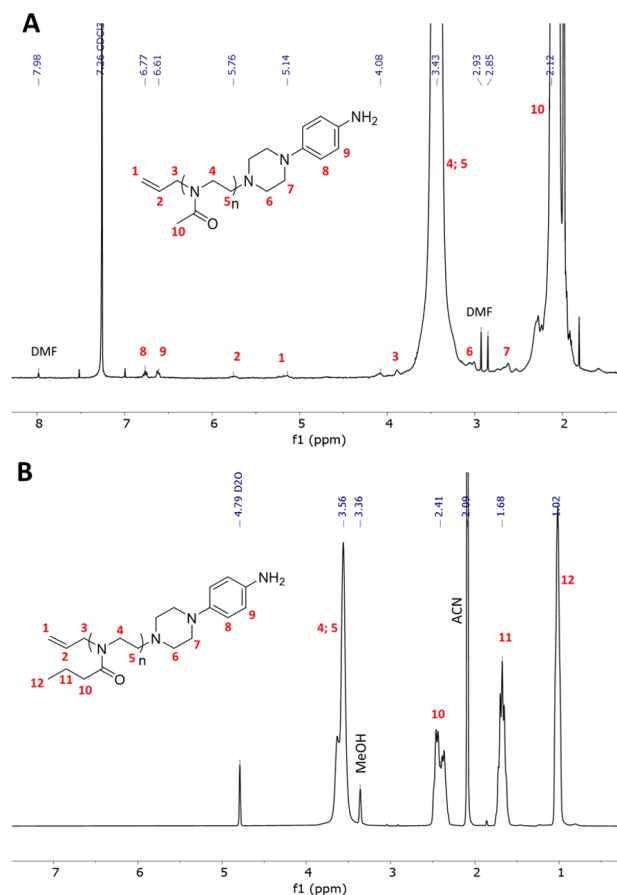 A
7.98
7.26 CDCl3
6.77
6.61
5.76
5.14
4.08
3.43
2.93
2.85
2.12
10
NH2
N
9
8
4; 5
1
3
4
N
7
2
N
5
n
6
10
O
DMF
DMF
8
9
2
1
3
6
7
8
7
6
5
4
3
2
f1 (ppm)
B
4.79 D2O
3.56
3.36
2.41
2.09
1.68
1.02
12
NH2
N
9
4; 5
ACN
1
3
4
8
N
7
11
2
N
5
n
6
12
11
10
O
10
MeOH
7
6
5
4
3
2
1
f1 (ppm)